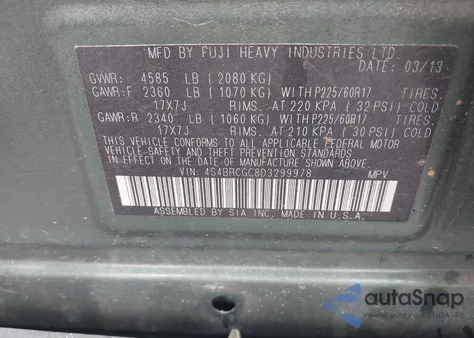 MFD BY FUJI HEAVY INDUSTRIES LTD.
DATE: 03/13
GVWR: 4585 LB (2080 KG)
GAWR:F 2360 LB (1070 KG) WITH P225/60R17 TIRES.
17X7J RIMS. AT 220 KPA (32 PSI) COLD
GAWR:R 2340 LB (1060 KG) WITH P225/60R17 TIRES.
17X7J RIMS. AT 210 KPA (30 PSI) COLD
THIS VEHICLE CONFORMS TO ALL APPLICABLE FEDERAL MOTOR
VEHICLE SAFETY AND THEFT PREVENTION STANDARDS
IN EFFECT ON THE DATE OF MANUFACTURE SHOWN ABOVE.
VIN: 4S4BRCGC8D3299978 MPV
ASSEMBLED BY SIA INC. MADE IN U.S.A.
autoSnap